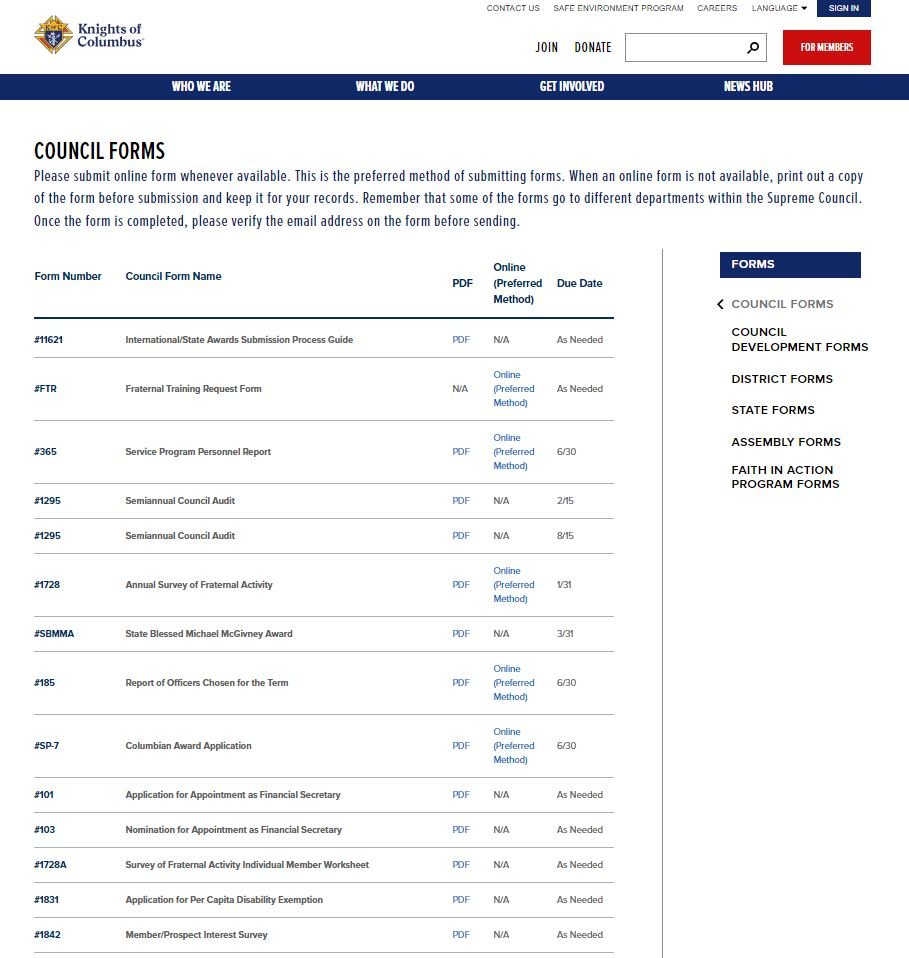 CONTACT US SAFE ENVIRONMENT PROGRAM CAREERS LANGUAGE SIGN IN
K of C
Knights of
Columbus
JOIN DONATE FOR MEMBERS
WHO WE ARE WHAT WE DO GET INVOLVED NEWS HUB
COUNCIL FORMS
Please submit online form whenever available. This is the preferred method of submitting forms. When an online form is not available, print out a copy
of the form before submission and keep it for your records. Remember that some of the forms go to different departments within the Supreme Council.
Once the form is completed, please verify the email address on the form before sending.
Form Number Council Form Name PDF Online (Preferred Method) Due Date
#11621 International/State Awards Submission Process Guide PDF N/A As Needed
#FTR Fraternal Training Request Form N/A Online (Preferred Method) As Needed
#365 Service Program Personnel Report PDF Online (Preferred Method) 6/30
#1295 Semiannual Council Audit PDF N/A 2/15
#1295 Semiannual Council Audit PDF N/A 8/15
#1728 Annual Survey of Fraternal Activity PDF Online (Preferred Method) 1/31
#SBMMA State Blessed Michael McGivney Award PDF N/A 3/31
#185 Report of Officers Chosen for the Term PDF Online (Preferred Method) 6/30
#SP-7 Columbian Award Application PDF Online (Preferred Method) 6/30
#101 Application for Appointment as Financial Secretary PDF N/A As Needed
#103 Nomination for Appointment as Financial Secretary PDF N/A As Needed
#1728A Survey of Fraternal Activity Individual Member Worksheet PDF N/A As Needed
#1831 Application for Per Capita Disability Exemption PDF N/A As Needed
#1842 Member/Prospect Interest Survey PDF N/A As Needed
FORMS
COUNCIL FORMS
COUNCIL
DEVELOPMENT FORMS
DISTRICT FORMS
STATE FORMS
ASSEMBLY FORMS
FAITH IN ACTION
PROGRAM FORMS